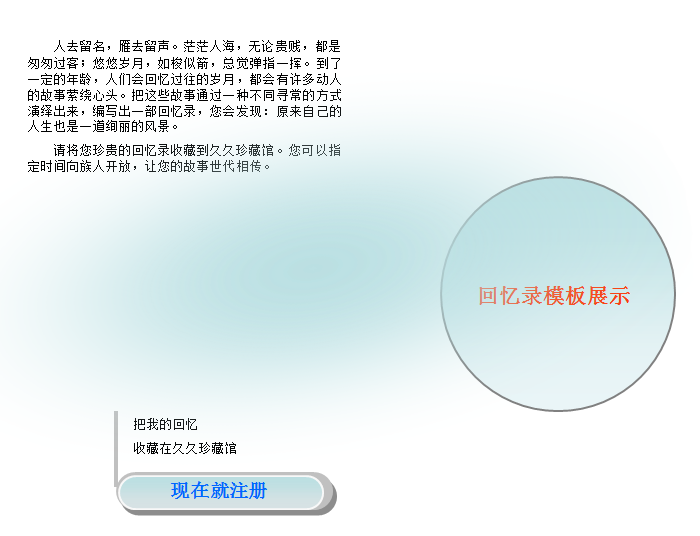 人去留名，雁去留声。茫茫人海，无论贵贱，都是
匆匆过客；悠悠岁月，如梭似箭，总觉弹指一挥。到了
一定的年龄，人们会回忆过往的岁月，都会有许多动人
的故事萦绕心头。把这些故事通过一种不同寻常的方式
演绎出来，编写出一部回忆录，您会发现：原来自己的
人生也是一道绚丽的风景。
请将您珍贵的回忆录收藏到久久珍藏馆。您可以指
定时间向族人开放，让您的故事世代相传。
回忆录模板展示
把我的回忆
收藏在久久珍藏馆
现在就注册